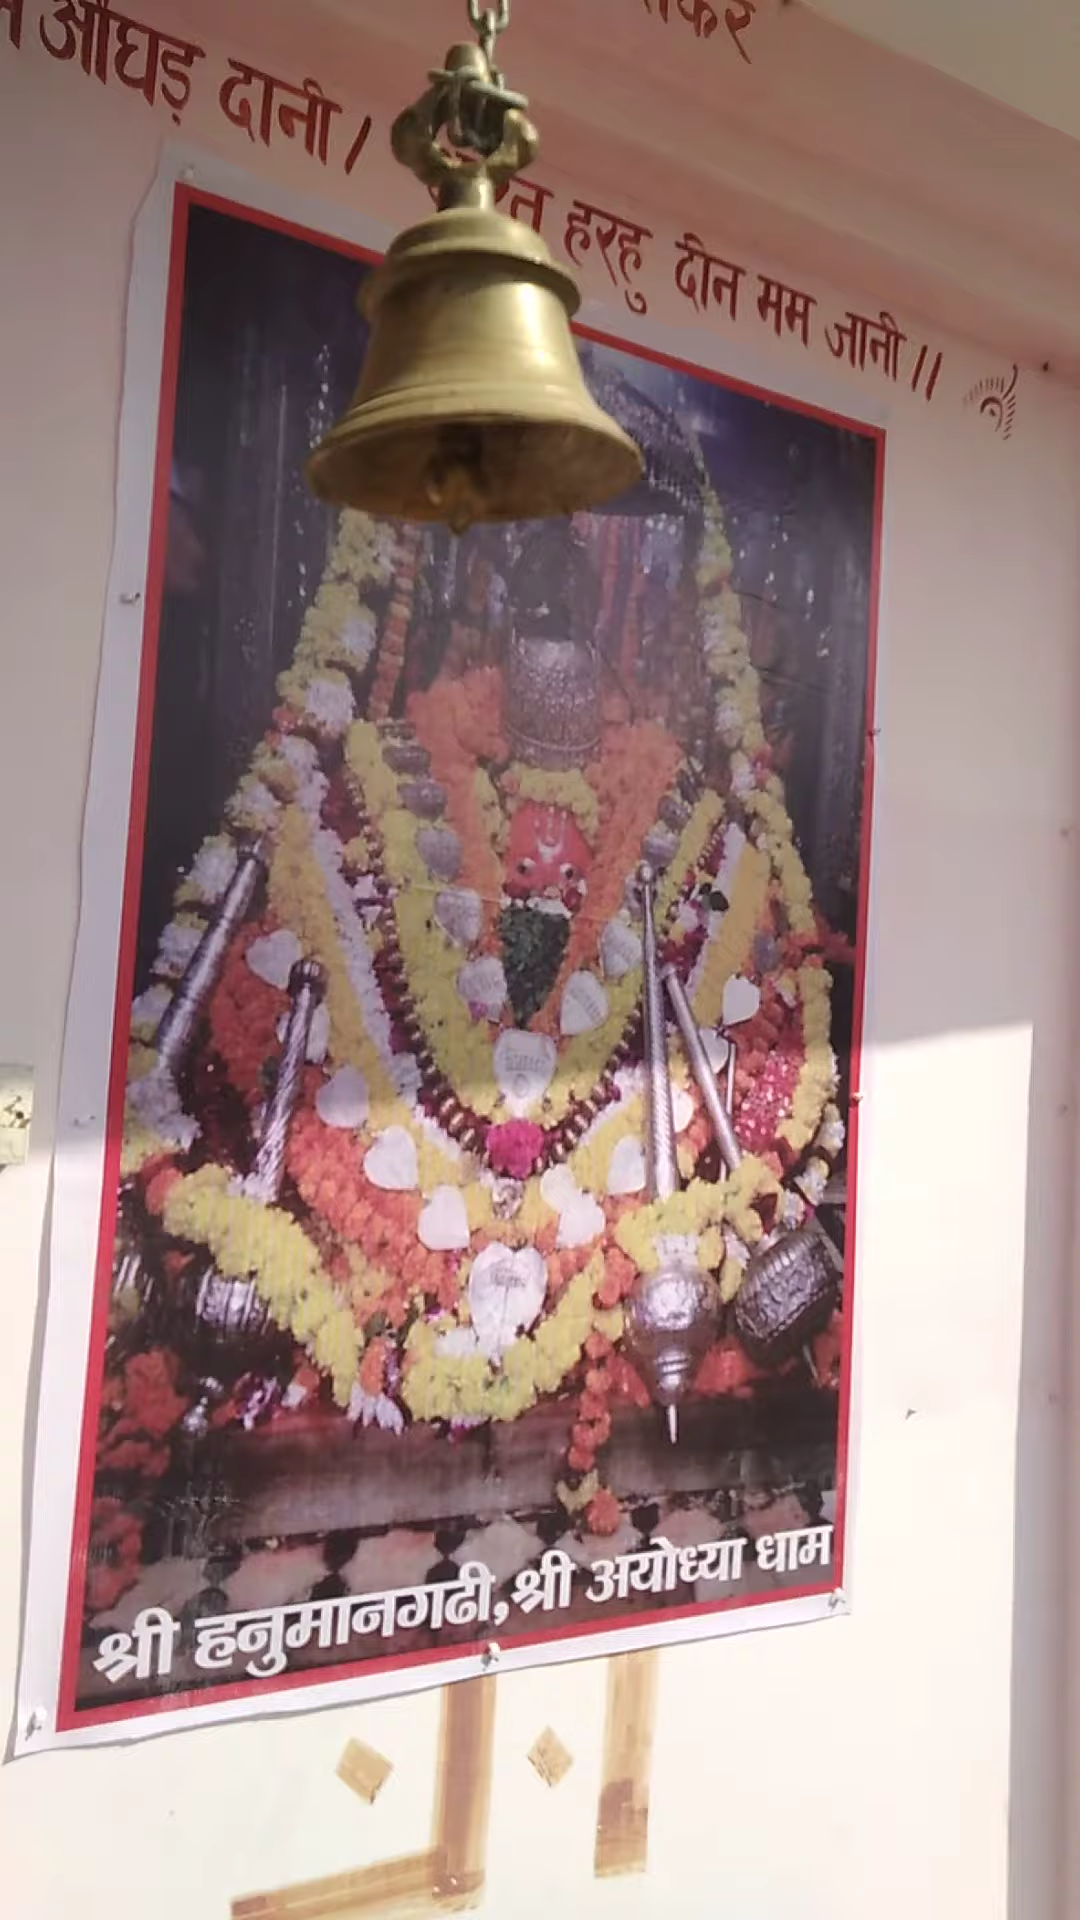 औघड़ दानी।
हरहु दीन मम जानी।।
श्री हनुमानगढी,श्री अयोध्या धाम